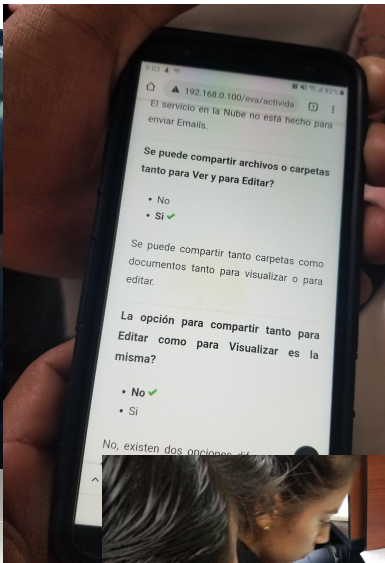 9:03
192.168.0.100/eva/activida
El servicio en la Nube no está hecho para
enviar Emails.
Se puede compartir archivos o carpetas
tanto para Ver y para Editar?
• No
• Si ✔
Se puede compartir tanto carpetas como
documentos tanto para visualizar o para
editar.
La opción para compartir tanto para
Editar como para Visualizar es la
misma?
• No ✔
• Si
No, existen dos opciones